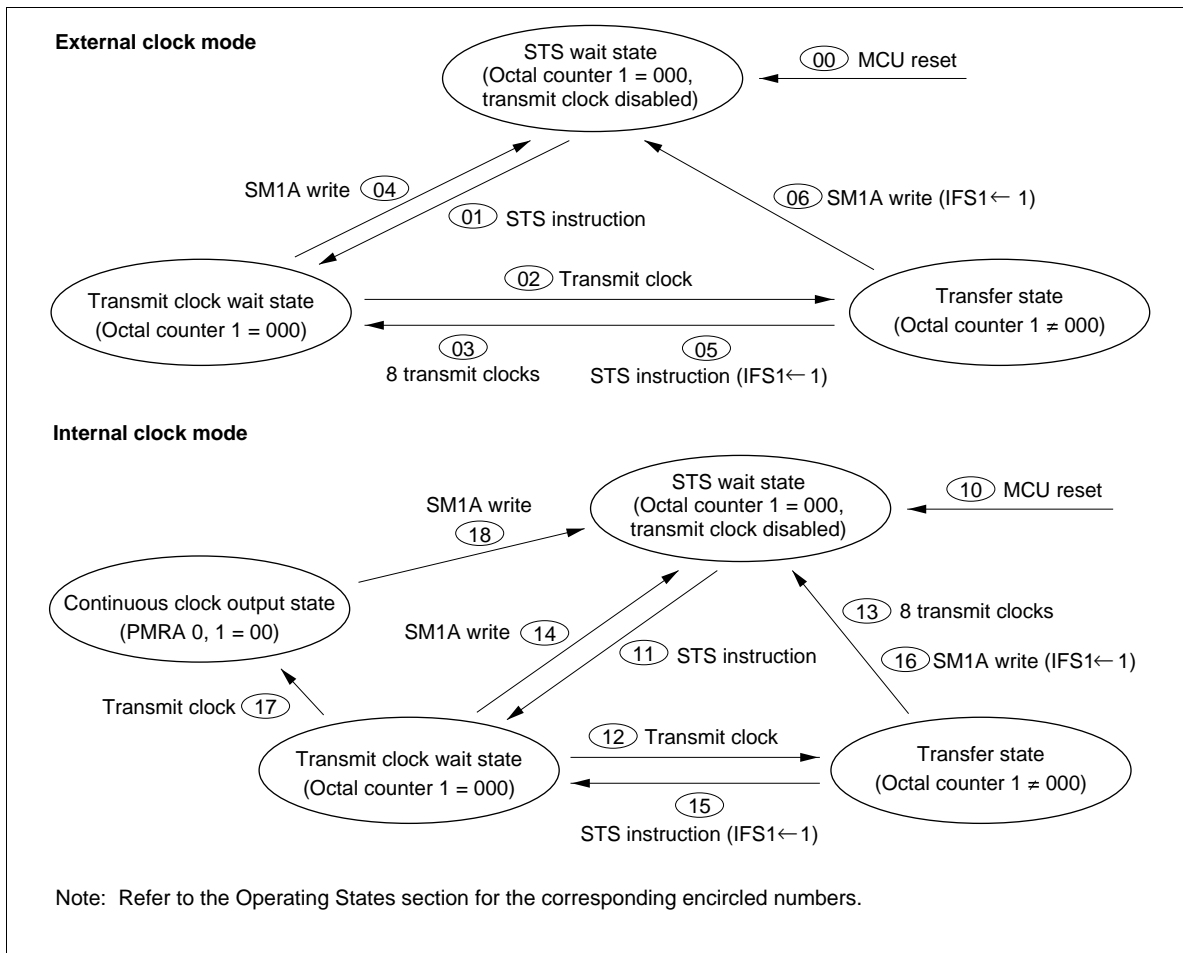 External clock mode
STS wait state
(Octal counter 1 = 000,
transmit clock disabled)
00 MCU reset
SM1A write 04
01 STS instruction
06 SM1A write (IFS1← 1)
02 Transmit clock
Transmit clock wait state
(Octal counter 1 = 000)
Transfer state
(Octal counter 1 ≠ 000)
03
8 transmit clocks
05
STS instruction (IFS1← 1)
Internal clock mode
STS wait state
(Octal counter 1 = 000,
transmit clock disabled)
10 MCU reset
SM1A write
18
Continuous clock output state
(PMRA 0, 1 = 00)
SM1A write 14
11 STS instruction
13 8 transmit clocks
16 SM1A write (IFS1← 1)
Transmit clock 17
12 Transmit clock
Transmit clock wait state
(Octal counter 1 = 000)
Transfer state
(Octal counter 1 ≠ 000)
15
STS instruction (IFS1←1)
Note: Refer to the Operating States section for the corresponding encircled numbers.